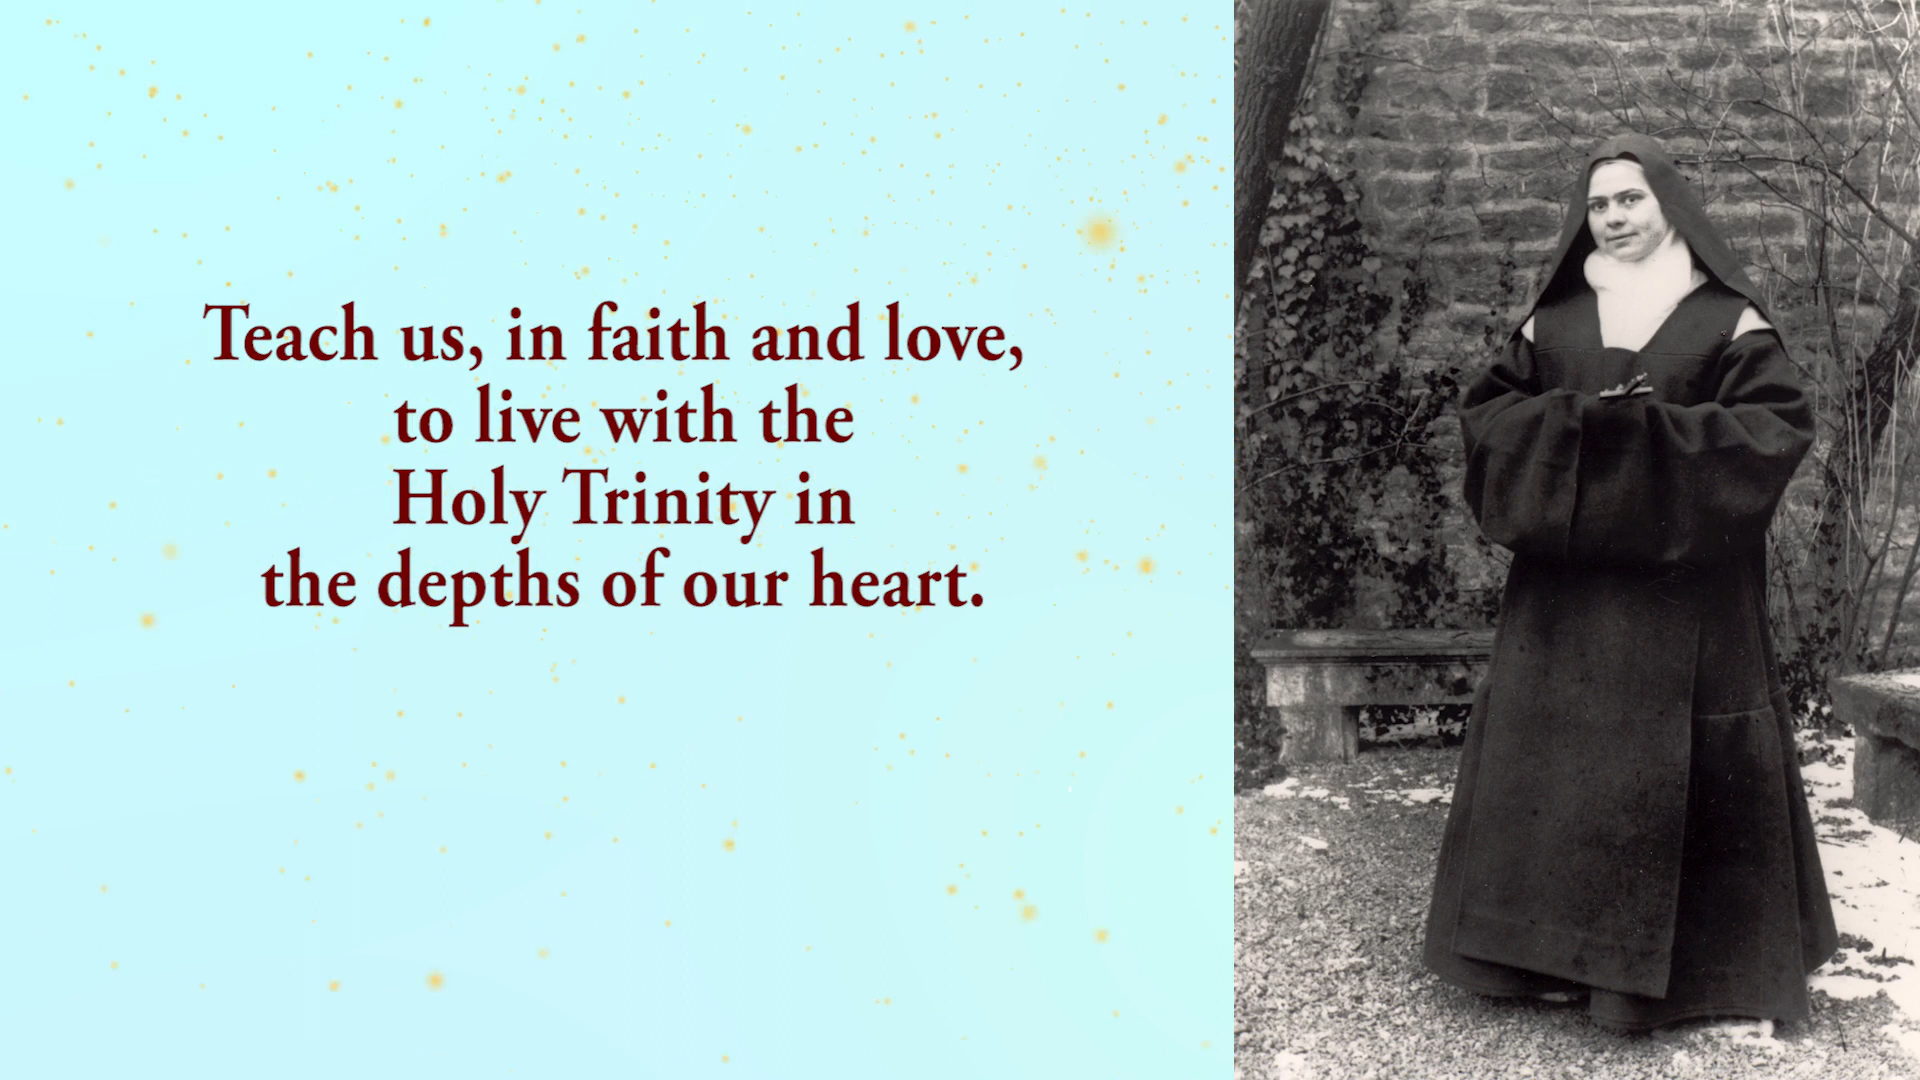 Teach us, in faith and love,
to live with the
Holy Trinity in
the depths of our heart.